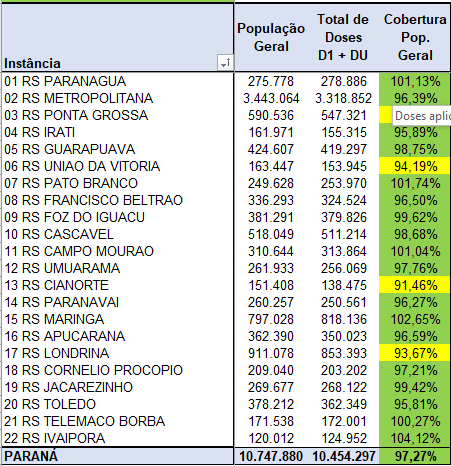 Instância População Geral Total de Doses D1 + DU Cobertura Pop. Geral
01 RS PARANAGUA 275.778 278.886 101,13%
02 RS METROPOLITANA 3.443.064 3.318.852 96,39%
03 RS PONTA GROSSA 590.536 547.321 Doses aplic
04 RS IRATI 161.971 155.315 95,89%
05 RS GUARAPUAVA 424.607 419.297 98,75%
06 RS UNIAO DA VITORIA 163.447 153.945 94,19%
07 RS PATO BRANCO 249.628 253.970 101,74%
08 RS FRANCISCO BELTRAO 336.293 324.524 96,50%
09 RS FOZ DO IGUACU 381.291 379.826 99,62%
10 RS CASCAVEL 518.049 511.214 98,68%
11 RS CAMPO MOURAO 310.644 313.864 101,04%
12 RS UMUARAMA 261.933 256.069 97,76%
13 RS CIANORTE 151.408 138.475 91,46%
14 RS PARANAVAI 260.257 250.561 96,27%
15 RS MARINGA 797.028 818.136 102,65%
16 RS APUCARANA 362.390 350.023 96,59%
17 RS LONDRINA 911.078 853.393 93,67%
18 RS CORNELIO PROCOPIO 209.040 203.202 97,21%
19 RS JACAREZINHO 269.677 268.122 99,42%
20 RS TOLEDO 378.212 362.349 95,81%
21 RS TELEMACO BORBA 171.538 172.001 100,27%
22 RS IVAIPORA 120.012 124.952 104,12%
PARANÁ 10.747.880 10.454.297 97,27%